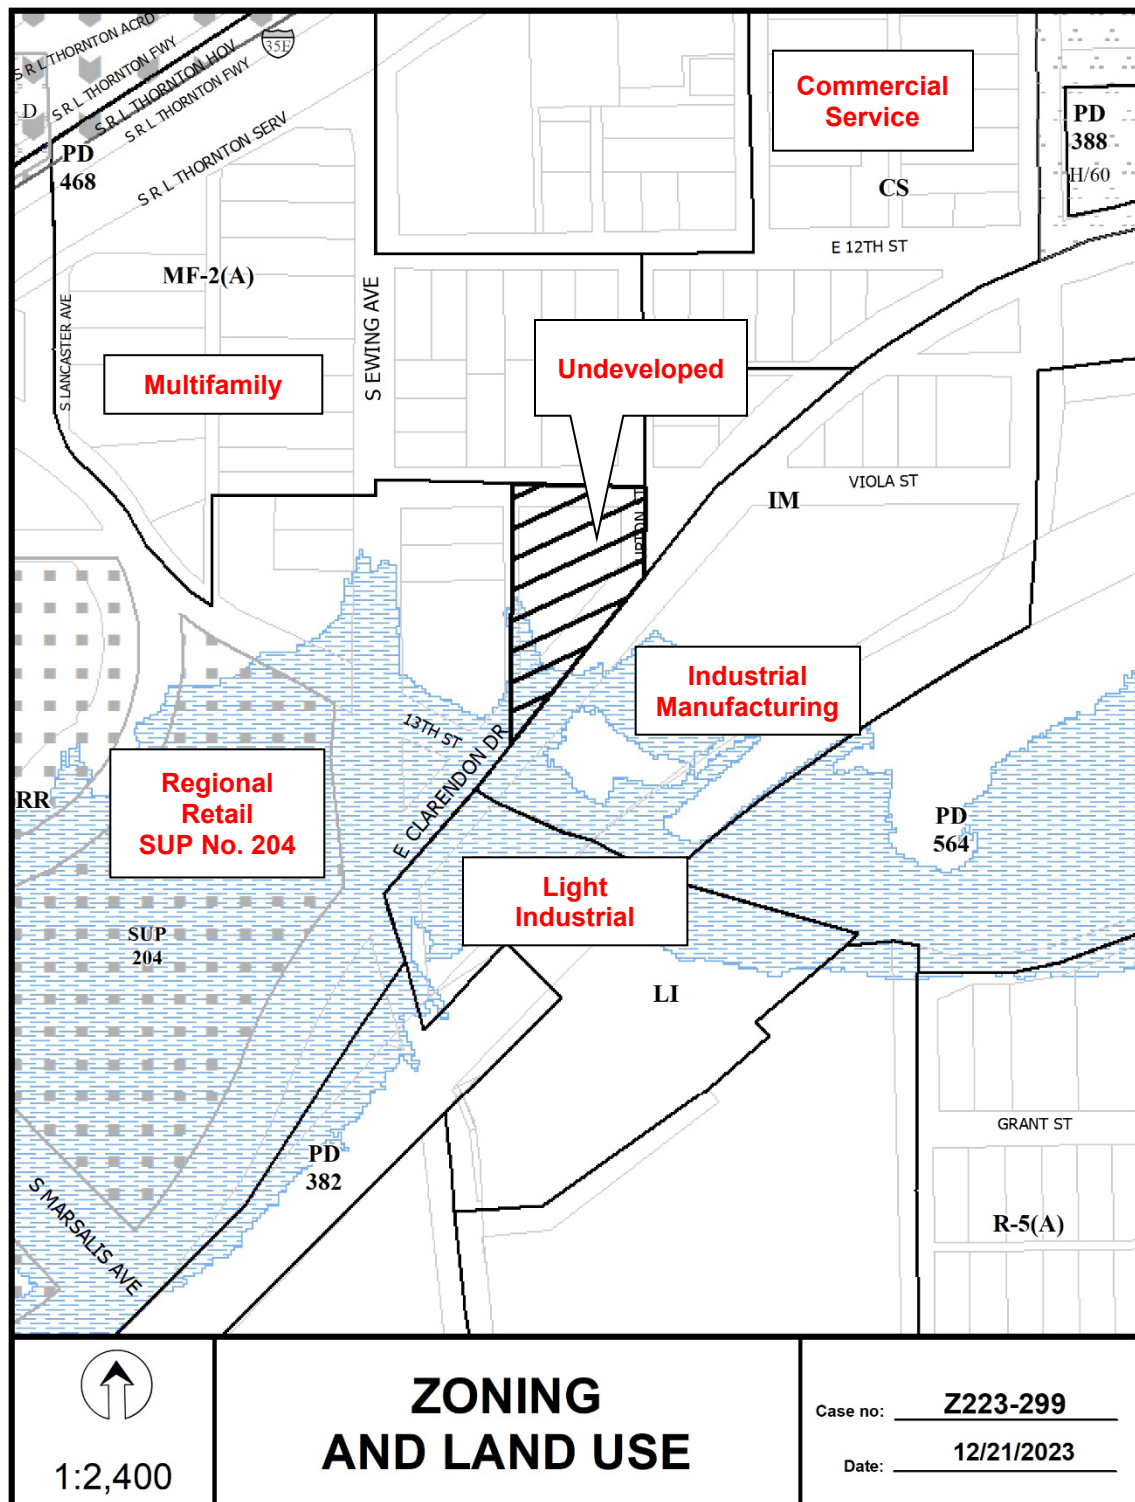 S R L THORNTON ACRD
S R L THORNTON FWY
S R L THORNTON HOV
S R L THORNTON FWY
35E
S R L THORNTON SERV
D
PD
468
Commercial
Service
PD
388
H/60
CS
E 12TH ST
MF-2(A)
S LANCASTER AVE
S EWING AVE
Multifamily
Undeveloped
VIOLA ST
IM
Industrial
Manufacturing
13TH ST
E CLARENDON DR
Regional
Retail
SUP No. 204
RR
PD
564
Light
Industrial
SUP
204
LI
GRANT ST
PD
382
S MARSALIS AVE
R-5(A)
1:2,400
ZONING
AND LAND USE
Case no: Z223-299
Date: 12/21/2023